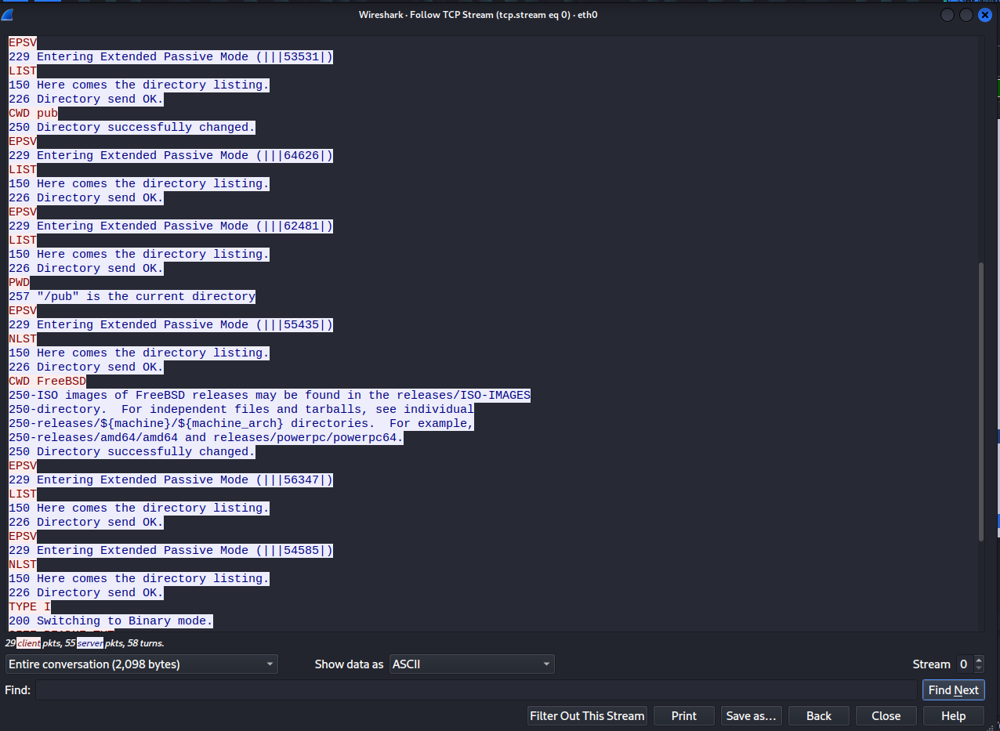 Wireshark · Follow TCP Stream (tcp.stream eq 0) · eth0
EPSV
229 Entering Extended Passive Mode (|||53531|)
LIST
150 Here comes the directory listing.
226 Directory send OK.
CWD pub
250 Directory successfully changed.
EPSV
229 Entering Extended Passive Mode (|||64626|)
LIST
150 Here comes the directory listing.
226 Directory send OK.
EPSV
229 Entering Extended Passive Mode (|||62481|)
LIST
150 Here comes the directory listing.
226 Directory send OK.
PWD
257 "/pub" is the current directory
EPSV
229 Entering Extended Passive Mode (|||55435|)
NLST
150 Here comes the directory listing.
226 Directory send OK.
CWD FreeBSD
250-ISO images of FreeBSD releases may be found in the releases/ISO-IMAGES
250-directory.  For independent files and tarballs, see individual
250-releases/${machine}/${machine_arch} directories.  For example,
250-releases/amd64/amd64 and releases/powerpc/powerpc64.
250 Directory successfully changed.
EPSV
229 Entering Extended Passive Mode (|||56347|)
LIST
150 Here comes the directory listing.
226 Directory send OK.
EPSV
229 Entering Extended Passive Mode (|||54585|)
NLST
150 Here comes the directory listing.
226 Directory send OK.
TYPE I
200 Switching to Binary mode.
29 client pkts, 55 server pkts, 58 turns.
Entire conversation (2,098 bytes) Show data as ASCII Stream 0
Find: Find Next
Filter Out This Stream Print Save as… Back Close Help